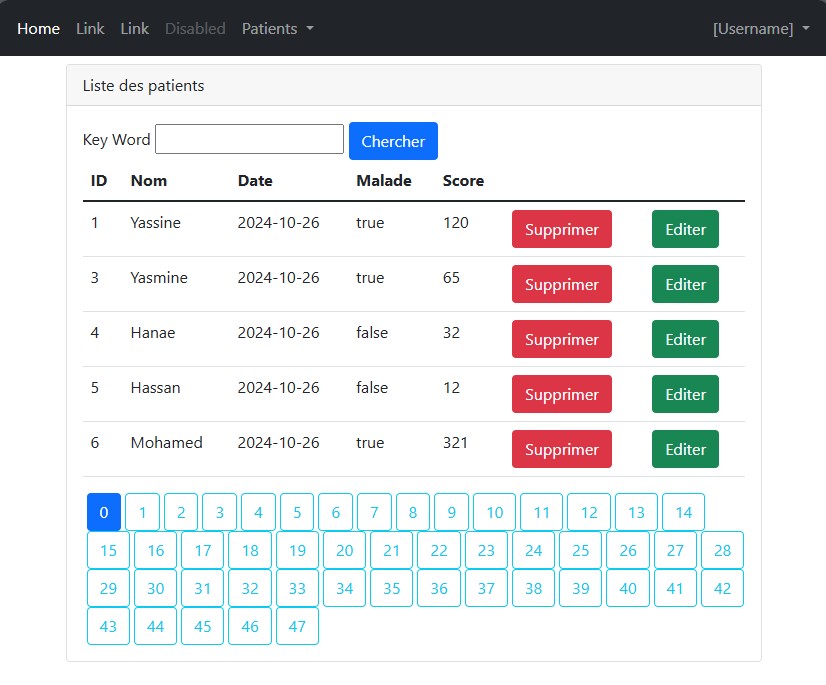 Home Link Link Disabled Patients [Username]
Liste des patients
Key Word Chercher
ID Nom Date Malade Score
1 Yassine 2024-10-26 true 120 Supprimer Editer
3 Yasmine 2024-10-26 true 65 Supprimer Editer
4 Hanae 2024-10-26 false 32 Supprimer Editer
5 Hassan 2024-10-26 false 12 Supprimer Editer
6 Mohamed 2024-10-26 true 321 Supprimer Editer
0 1 2 3 4 5 6 7 8 9 10 11 12 13 14
15 16 17 18 19 20 21 22 23 24 25 26 27 28
29 30 31 32 33 34 35 36 37 38 39 40 41 42
43 44 45 46 47